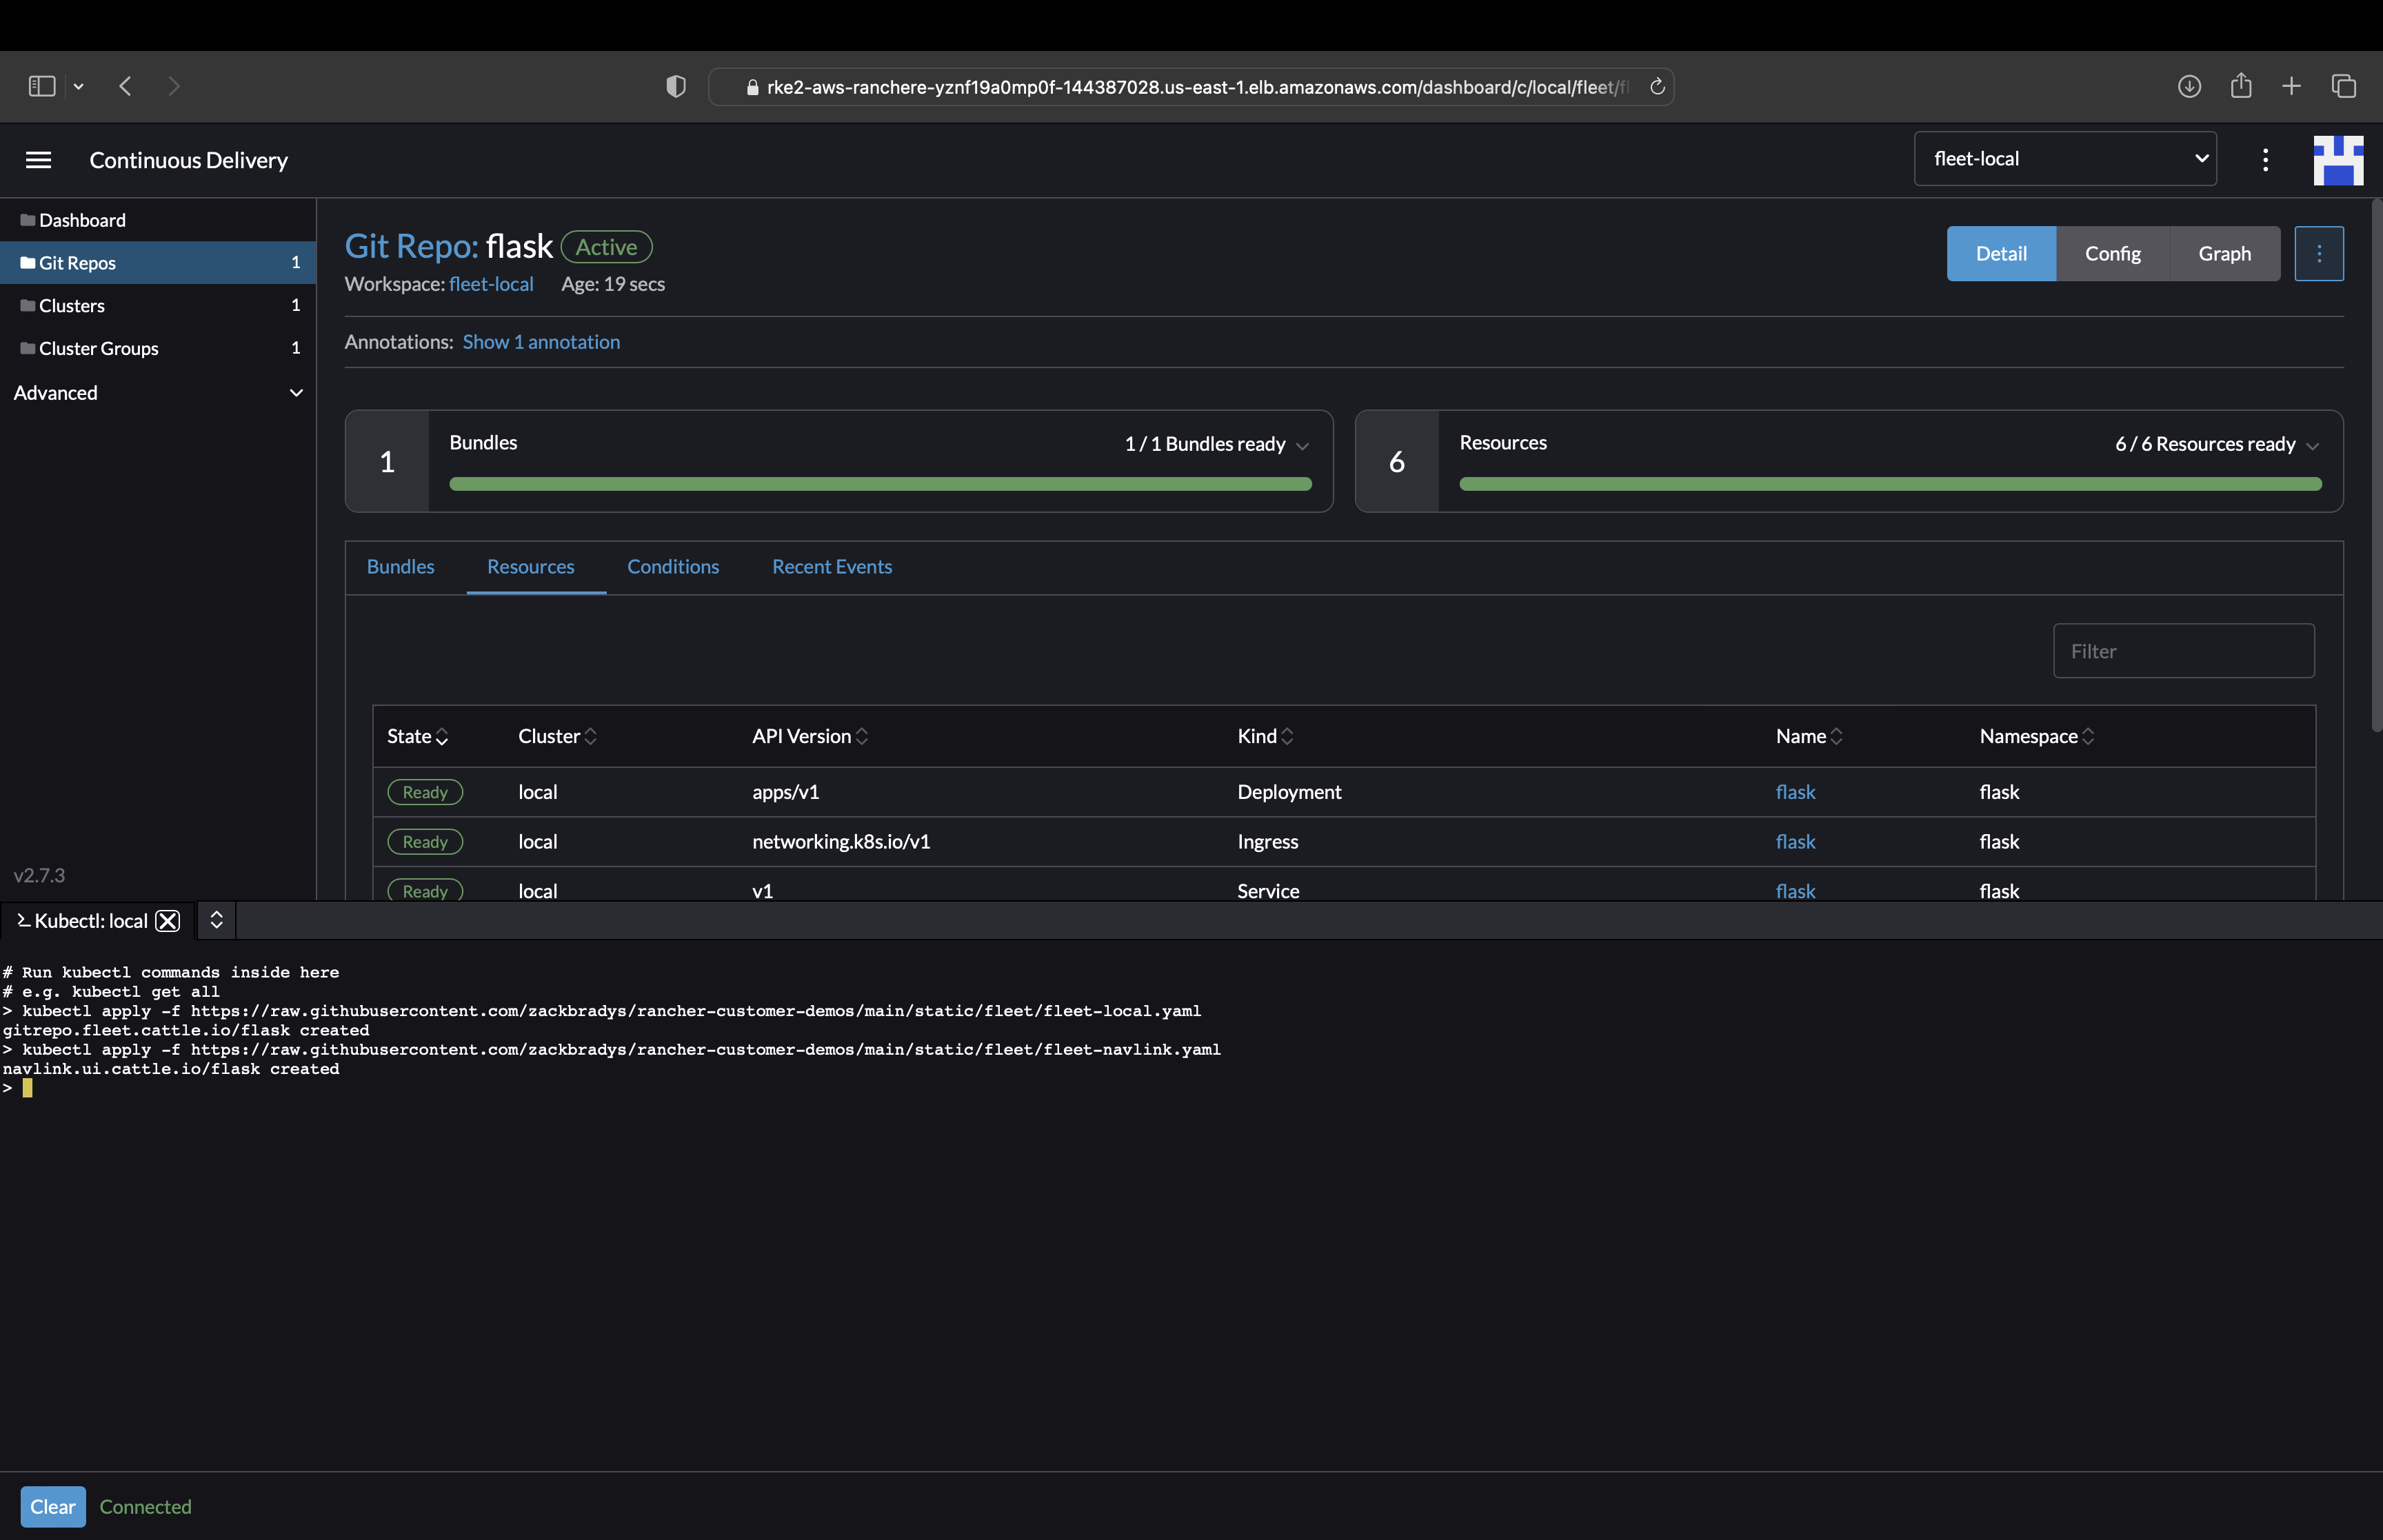 rke2-aws-ranchere-yznf19a0mp0f-144387028.us-east-1.elb.amazonaws.com/dashboard/c/local/fleet/
Continuous Delivery
fleet-local
Dashboard
Git Repos 1
Clusters 1
Cluster Groups 1
Advanced
v2.7.3
Git Repo: flask Active
Workspace: fleet-local Age: 19 secs
Detail Config Graph
Annotations: Show 1 annotation
1 Bundles 1 / 1 Bundles ready
6 Resources 6 / 6 Resources ready
Bundles Resources Conditions Recent Events
Filter
State Cluster API Version Kind Name Namespace
Ready local apps/v1 Deployment flask flask
Ready local networking.k8s.io/v1 Ingress flask flask
Ready local v1 Service flask flask
Kubectl: local
# Run kubectl commands inside here
# e.g. kubectl get all
> kubectl apply -f https://raw.githubusercontent.com/zackbradys/rancher-customer-demos/main/static/fleet/fleet-local.yaml
gitrepo.fleet.cattle.io/flask created
> kubectl apply -f https://raw.githubusercontent.com/zackbradys/rancher-customer-demos/main/static/fleet/fleet-navlink.yaml
navlink.ui.cattle.io/flask created
>
Clear Connected